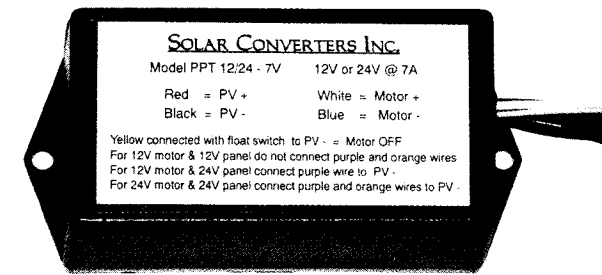 SOLAR CONVERTERS INC.
Model PPT 12/24 - 7V 12V or 24V @ 7A
Red = PV + White = Motor +
Black = PV - Blue = Motor -
Yellow connected with float switch to PV - = Motor OFF
For 12V motor & 12V panel do not connect purple and orange wires
For 12V motor & 24V panel connect purple wire to PV -
For 24V motor & 24V panel connect purple and orange wires to PV -